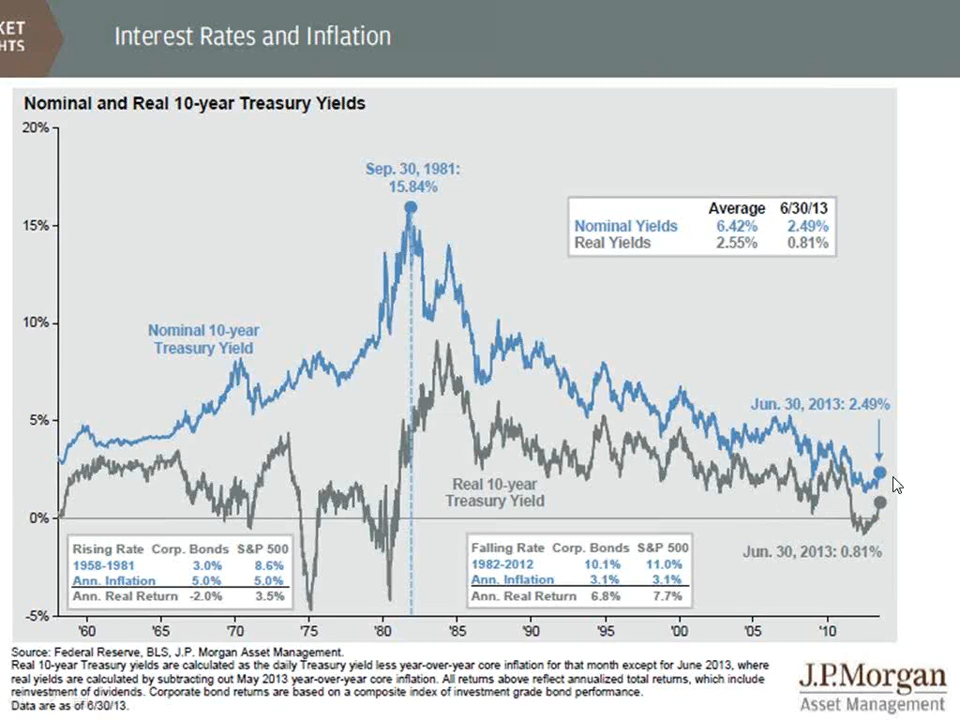 KET
HTS
Interest Rates and Inflation
Nominal and Real 10-year Treasury Yields
20%
15%
10%
5%
0%
-5%
Sep. 30, 1981:
15.84%
Average 6/30/13
Nominal Yields 6.42% 2.49%
Real Yields 2.55% 0.81%
Nominal 10-year
Treasury Yield
Jun. 30, 2013: 2.49%
Real 10-year
Treasury Yield
Jun. 30, 2013: 0.81%
Rising Rate Corp. Bonds S&P 500
1958-1981 3.0% 8.6%
Ann. Inflation 5.0% 5.0%
Ann. Real Return -2.0% 3.5%
Falling Rate Corp. Bonds S&P 500
1982-2012 10.1% 11.0%
Ann. Inflation 3.1% 3.1%
Ann. Real Return 6.8% 7.7%
'60 '65 '70 '75 '80 '85 '90 '95 '00 '05 '10
Source: Federal Reserve, BLS, J.P. Morgan Asset Management.
Real 10-year Treasury yields are calculated as the daily Treasury yield less year-over-year core inflation for that month except for June 2013, where
real yields are calculated by subtracting out May 2013 year-over-year core inflation. All returns above reflect annualized total returns, which include
reinvestment of dividends. Corporate bond returns are based on a composite index of investment grade bond performance.
Data are as of 6/30/13.
J.P.Morgan
Asset Management